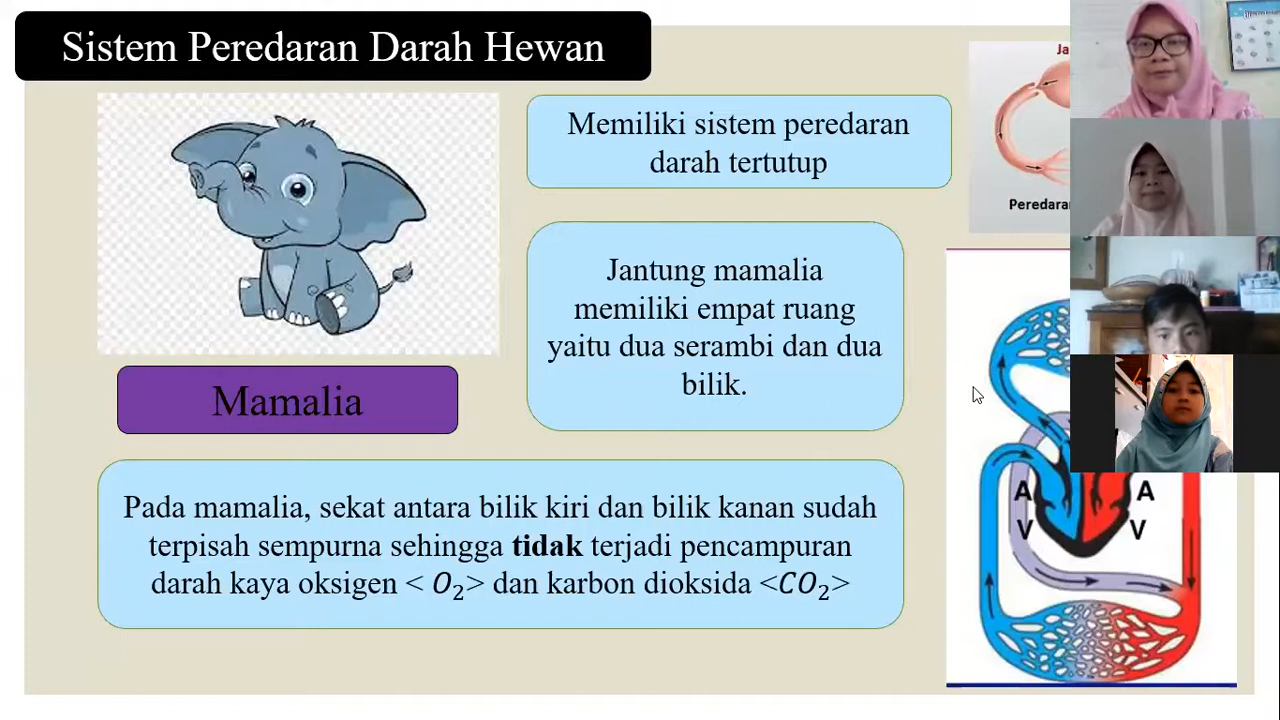 Sistem Peredaran Darah Hewan
Memiliki sistem peredaran
darah tertutup
Jantung mamalia
memiliki empat ruang
yaitu dua serambi dan dua
bilik.
Mamalia
Pada mamalia, sekat antara bilik kiri dan bilik kanan sudah
terpisah sempurna sehingga tidak terjadi pencampuran
darah kaya oksigen < O₂> dan karbon dioksida <CO₂>
A A
V V